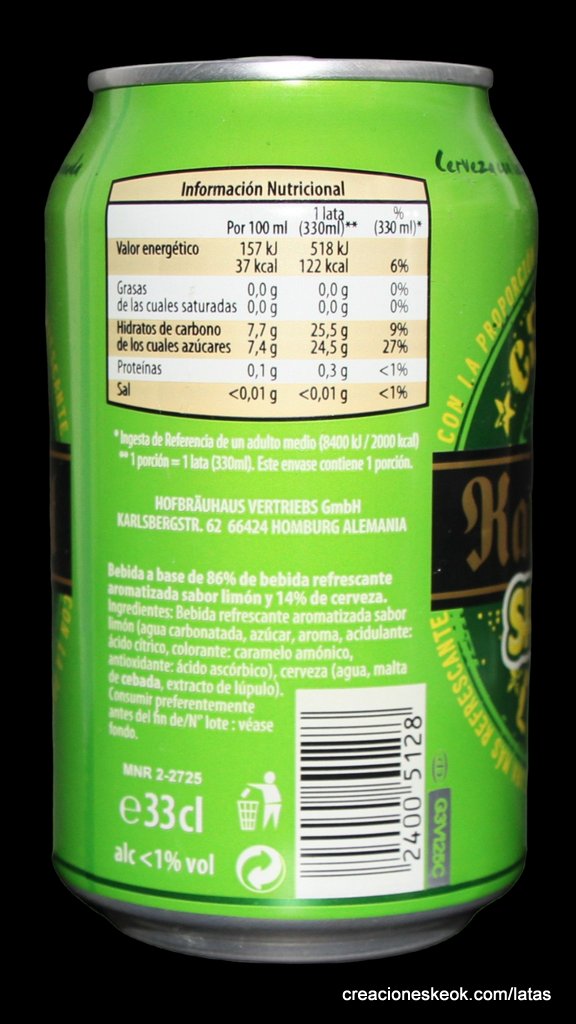 Cerveza con
Información Nutricional
Por 100 ml 1 lata (330ml)** % (330 ml)*
Valor energético 157 kJ 518 kJ
37 kcal 122 kcal 6%
Grasas 0,0 g 0,0 g 0%
de las cuales saturadas 0,0 g 0,0 g 0%
Hidratos de carbono 7,7 g 25,5 g 9%
de los cuales azúcares 7,4 g 24,5 g 27%
Proteínas 0,1 g 0,3 g <1%
Sal <0,01 g <0,01 g <1%
* Ingesta de Referencia de un adulto medio (8400 kJ / 2000 kcal)
** 1 porción = 1 lata (330ml). Este envase contiene 1 porción.
HOFBRÄUHAUS VERTRIEBS GmbH
KARLSBERGSTR. 62 66424 HOMBURG ALEMANIA
Bebida a base de 86% de bebida refrescante
aromatizada sabor limón y 14% de cerveza.
Ingredientes: Bebida refrescante aromatizada sabor
limón (agua carbonatada, azúcar, aroma, acidulante:
ácido cítrico, colorante: caramelo amónico,
antioxidante: ácido ascórbico), cerveza (agua, malta
de cebada, extracto de lúpulo).
Consumir preferentemente
antes del fin de/N° lote : véase
fondo.
MNR 2-2725
e33cl
alc <1% vol
2400 5128
G3V128C
CON LA PROPORCIÓN
MÁS REFRESCANTE
creacioneskeok.com/latas